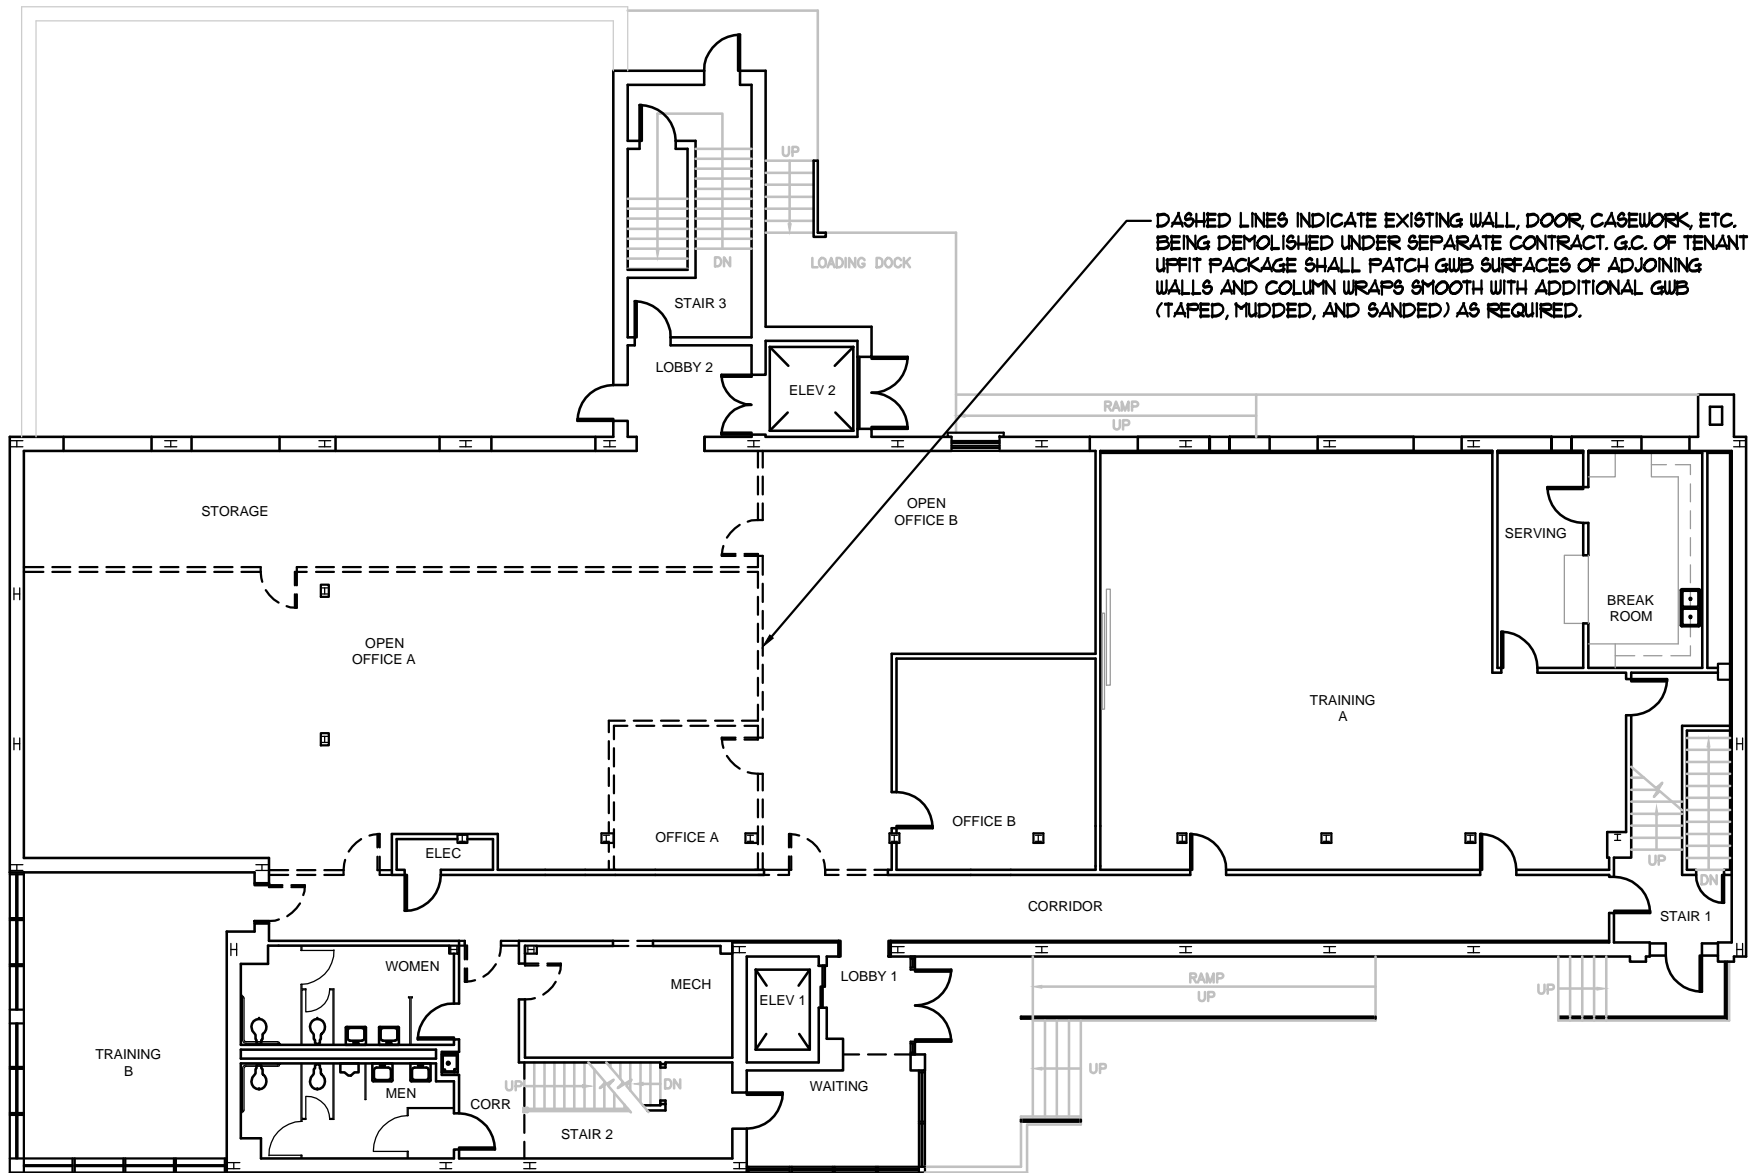 UP
DASHED LINES INDICATE EXISTING WALL, DOOR, CASEWORK, ETC.
BEING DEMOLISHED UNDER SEPARATE CONTRACT. G.C. OF TENANT
UPFIT PACKAGE SHALL PATCH GWB SURFACES OF ADJOINING
WALLS AND COLUMN WRAPS SMOOTH WITH ADDITIONAL GWB
(TAPED, MUDDED, AND SANDED) AS REQUIRED.
DN
LOADING DOCK
STAIR 3
LOBBY 2
ELEV 2
RAMP
UP
STORAGE
OPEN
OFFICE B
SERVING
BREAK
ROOM
OPEN
OFFICE A
TRAINING
A
OFFICE A
OFFICE B
ELEC
UP
DN
CORRIDOR
STAIR 1
WOMEN
MECH
ELEV 1
LOBBY 1
RAMP
UP
UP
TRAINING
B
MEN
UP
DN
CORR
STAIR 2
WAITING
UP